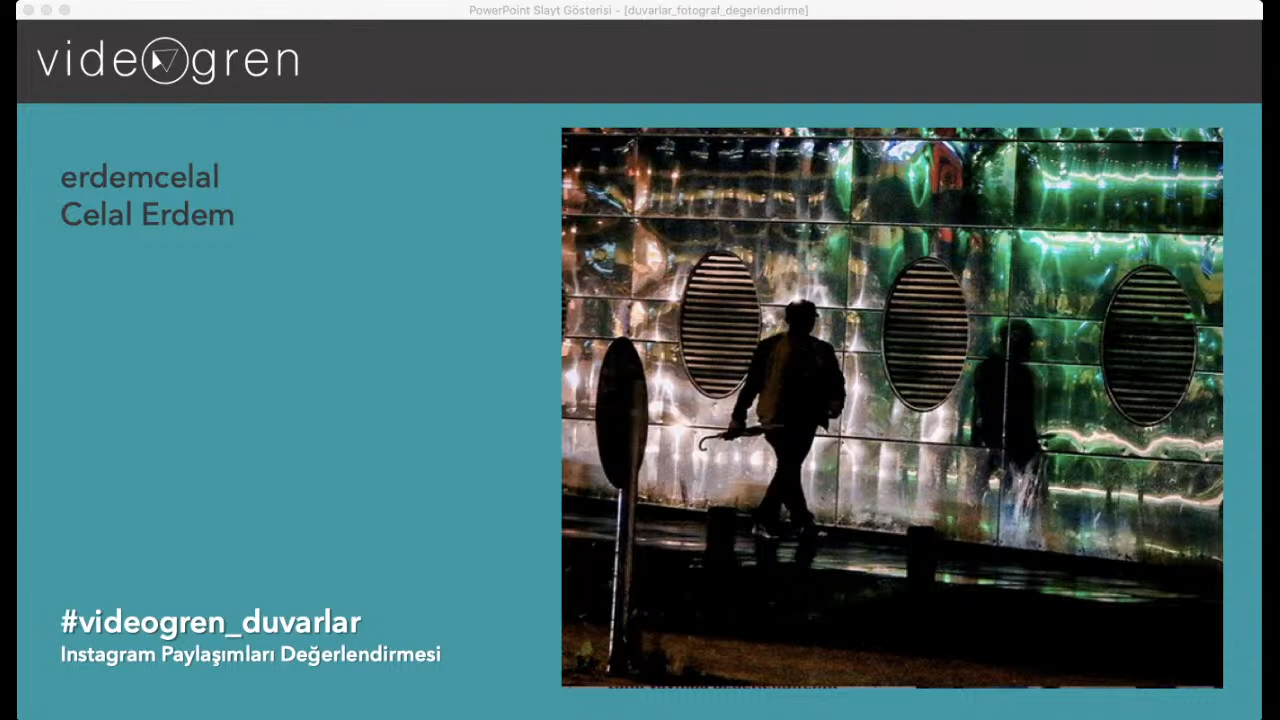 PowerPoint Slayt Gösterisi - [duvarlar_fotograf_degerlendirme]
videogren
erdemcelal
Celal Erdem
#videogren_duvarlar
Instagram Paylaşımları Değerlendirmesi